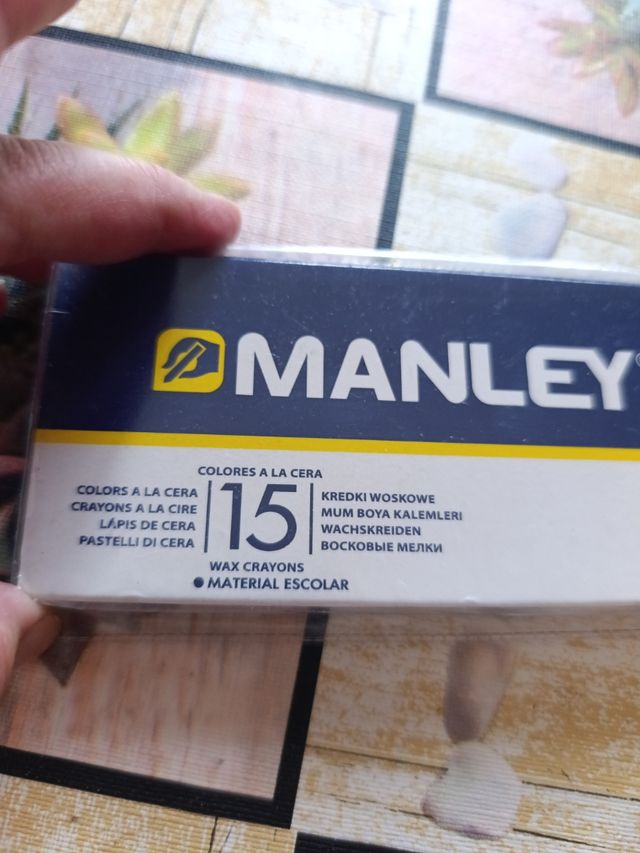 MANLEY
COLORES A LA CERA
COLORS A LA CERA
CRAYONS A LA CIRE
LÁPIS DE CERA
PASTELLI DI CERA
15
KREDKI WOSKOWE
MUM BOYA KALEMLERI
WACHSKREIDEN
ВОСКОВЫЕ МЕЛКИ
WAX CRAYONS
● MATERIAL ESCOLAR